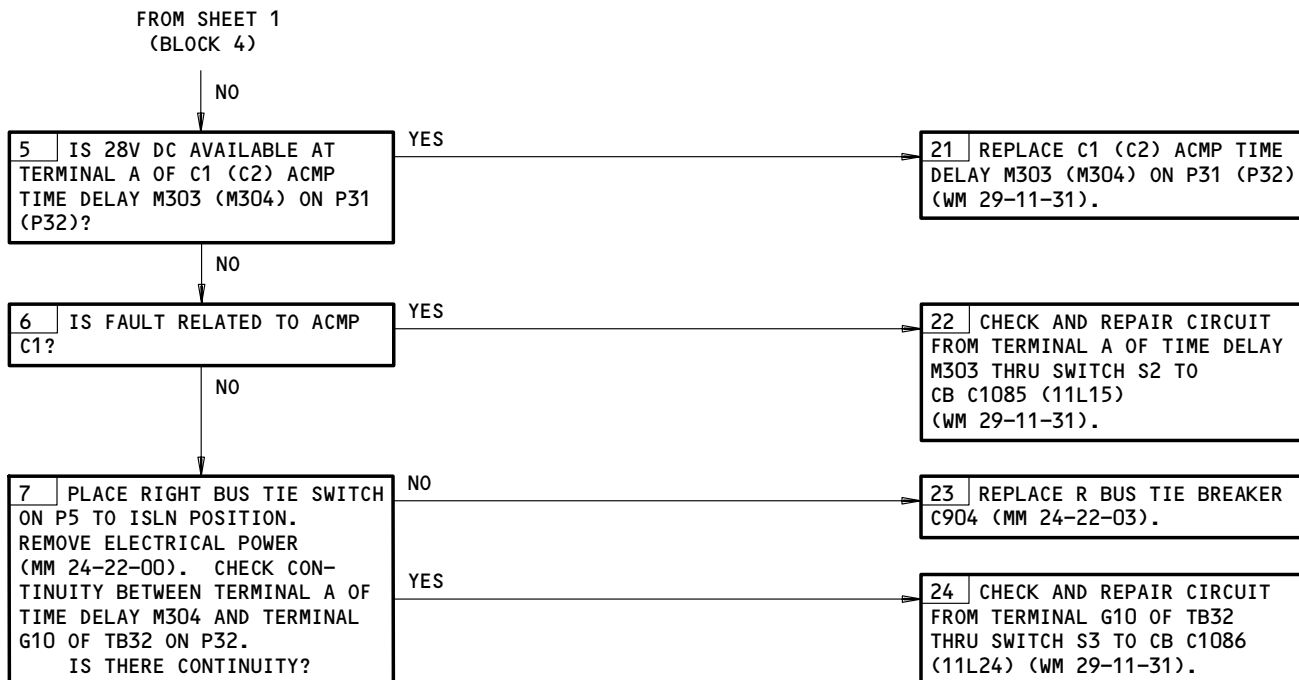 FROM SHEET 1
(BLOCK 4)
NO
5 IS 28V DC AVAILABLE AT
TERMINAL A OF C1 (C2) ACMP
TIME DELAY M303 (M304) ON P31
(P32)?
YES
21 REPLACE C1 (C2) ACMP TIME
DELAY M303 (M304) ON P31 (P32)
(WM 29-11-31).
NO
6 IS FAULT RELATED TO ACMP
C1?
YES
22 CHECK AND REPAIR CIRCUIT
FROM TERMINAL A OF TIME DELAY
M303 THRU SWITCH S2 TO
CB C1085 (11L15)
(WM 29-11-31).
NO
7 PLACE RIGHT BUS TIE SWITCH
ON P5 TO ISLN POSITION.
REMOVE ELECTRICAL POWER
(MM 24-22-00). CHECK CON-
TINUITY BETWEEN TERMINAL A OF
TIME DELAY M304 AND TERMINAL
G10 OF TB32 ON P32.
IS THERE CONTINUITY?
NO
23 REPLACE R BUS TIE BREAKER
C904 (MM 24-22-03).
YES
24 CHECK AND REPAIR CIRCUIT
FROM TERMINAL G10 OF TB32
THRU SWITCH S3 TO CB C1086
(11L24) (WM 29-11-31).